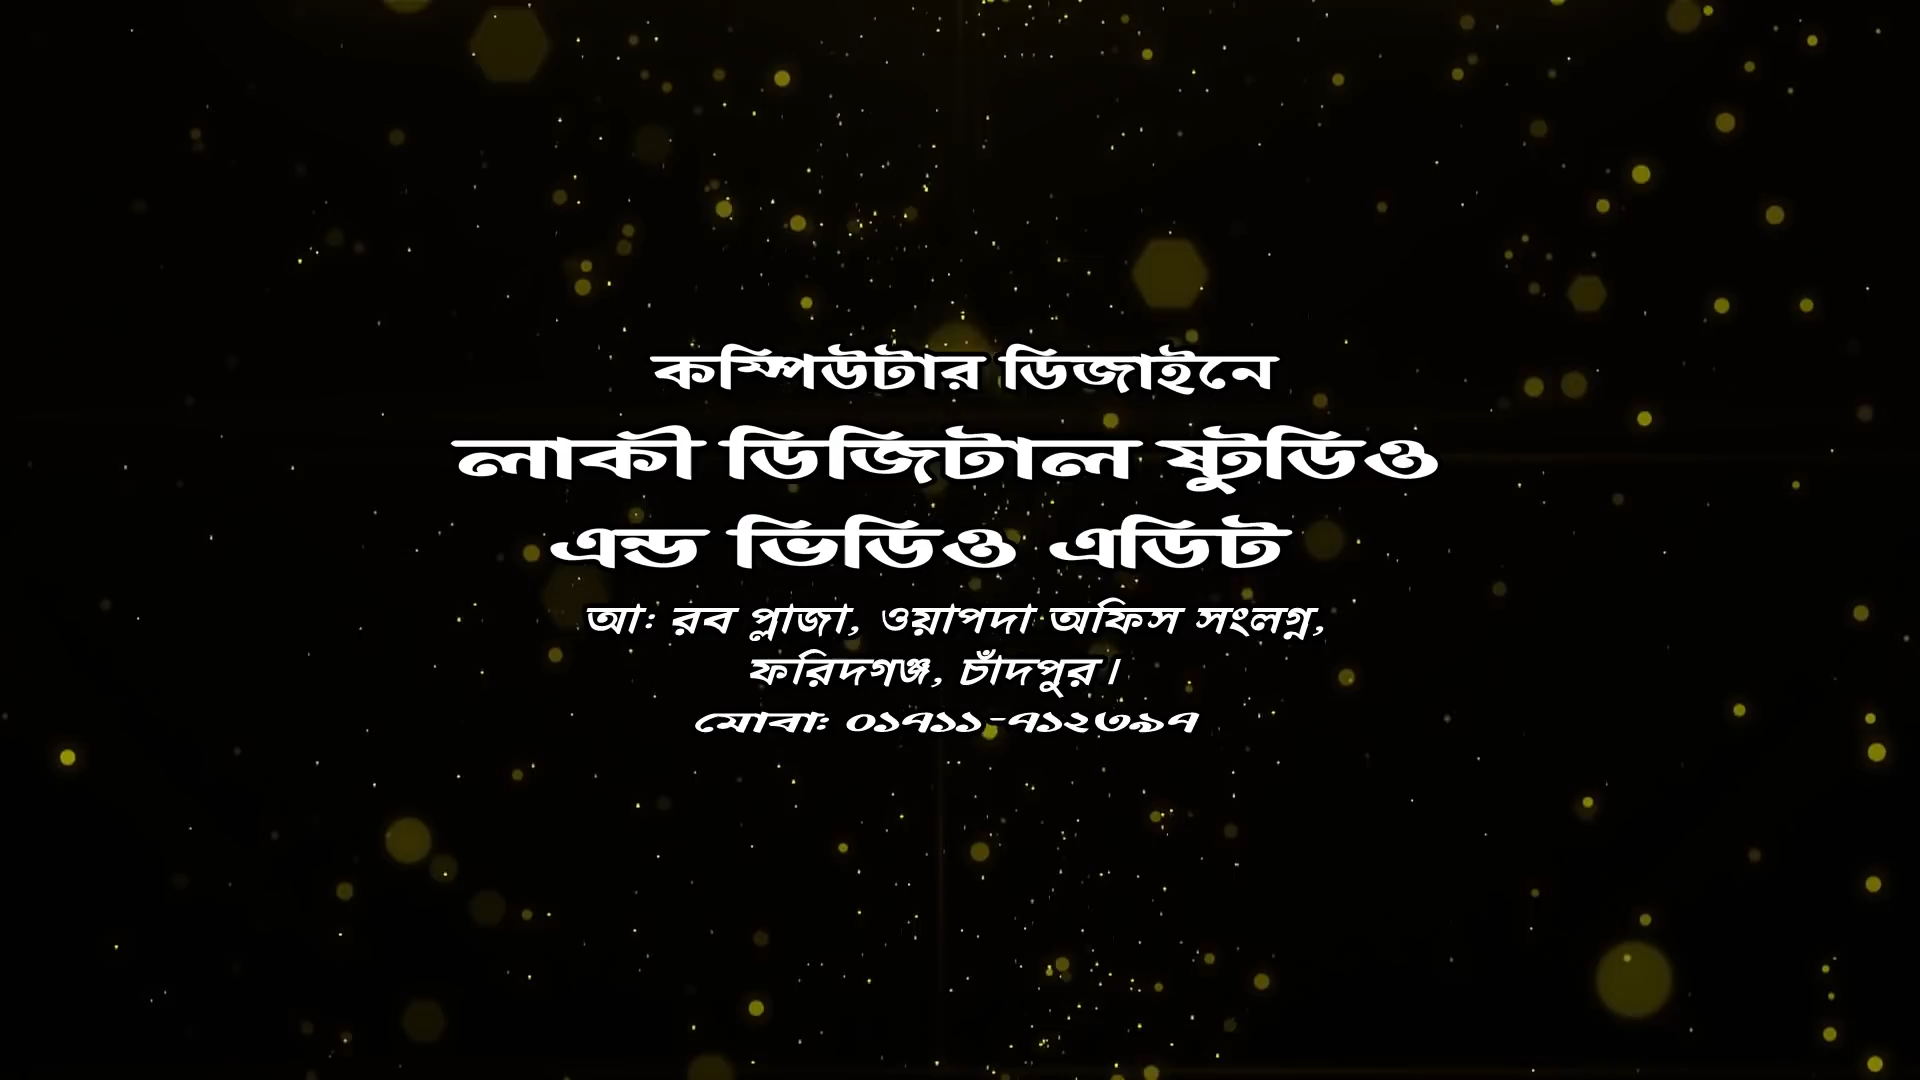 কম্পিউটার ডিজাইনে
লাকী ডিজিটাল ষ্টুডিও
এন্ড ভিডিও এডিট
আ: রব প্লাজা, ওয়াপদা অফিস সংলগ্ন,
ফরিদগঞ্জ, চাঁদপুর।
মোবা: ০১৭১১-৭১২৩৯৭